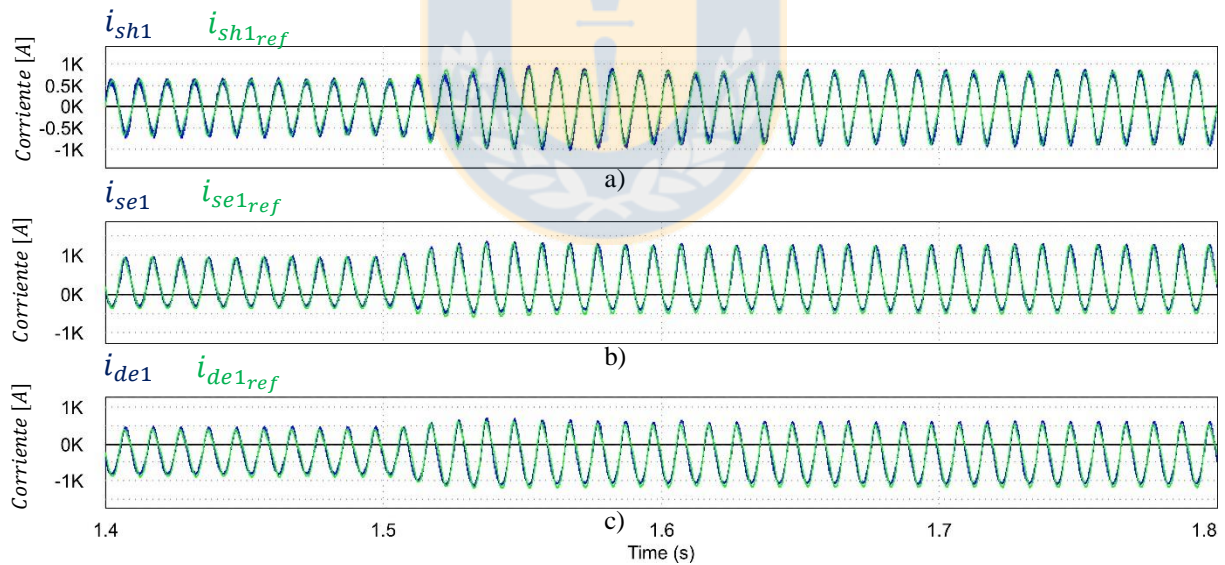 i_sh1 i_sh1_ref
Corriente [A]
1K
0.5K
0K
-0.5K
-1K
a)
i_se1 i_se1_ref
Corriente [A]
1K
0K
-1K
b)
i_de1 i_de1_ref
Corriente [A]
1K
0K
-1K
c)
1.4 1.5 1.6 1.7 1.8
Time (s)